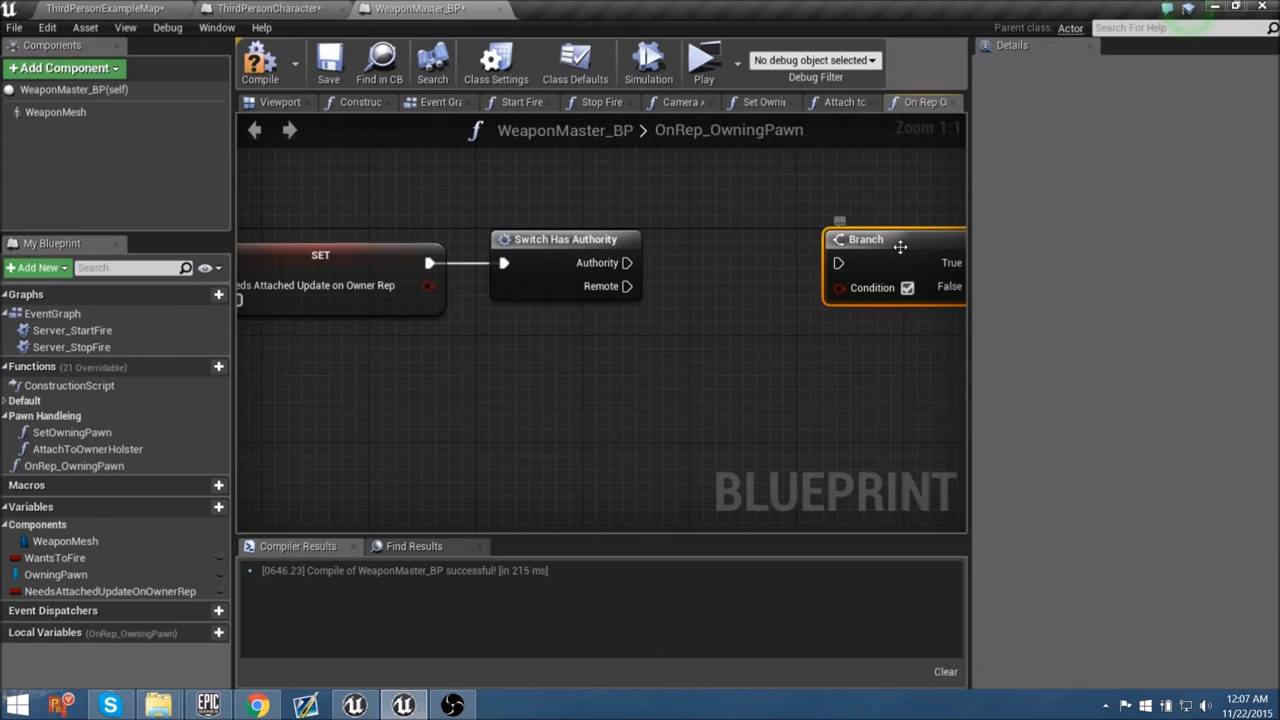 ThirdPersonExampleMap*
ThirdPersonCharacter*
WeaponMaster_BP*
File Edit Asset View Debug Window Help
Parent class: Actor
Search For Help
Components
+Add Component
WeaponMaster_BP(self)
WeaponMesh
Compile
Save
Find in CB
Search
Class Settings
Class Defaults
Simulation
Play
No debug object selected
Debug Filter
Details
Viewport
Construc
Event Gra
Start Fire
Stop Fire
Camera
Set Ownin
Attach to
On Rep O
WeaponMaster_BP > OnRep_OwningPawn
Zoom 1:1
SET
eds Attached Update on Owner Rep
Switch Has Authority
Authority
Remote
Branch
True
Condition
False
BLUEPRINT
My Blueprint
+Add New
Search
Graphs
EventGraph
Server_StartFire
Server_StopFire
Functions (21 Overridable)
ConstructionScript
Default
Pawn Handleing
SetOwningPawn
AttachToOwnerHolster
OnRep_OwningPawn
Macros
Variables
Components
WeaponMesh
WantsToFire
OwningPawn
NeedsAttachedUpdateOnOwnerRep
Event Dispatchers
Local Variables (OnRep_OwningPawn)
Compiler Results
Find Results
[0646.23] Compile of WeaponMaster_BP successful! [in 215 ms]
Clear
EPIC
12:07 AM
11/22/2015